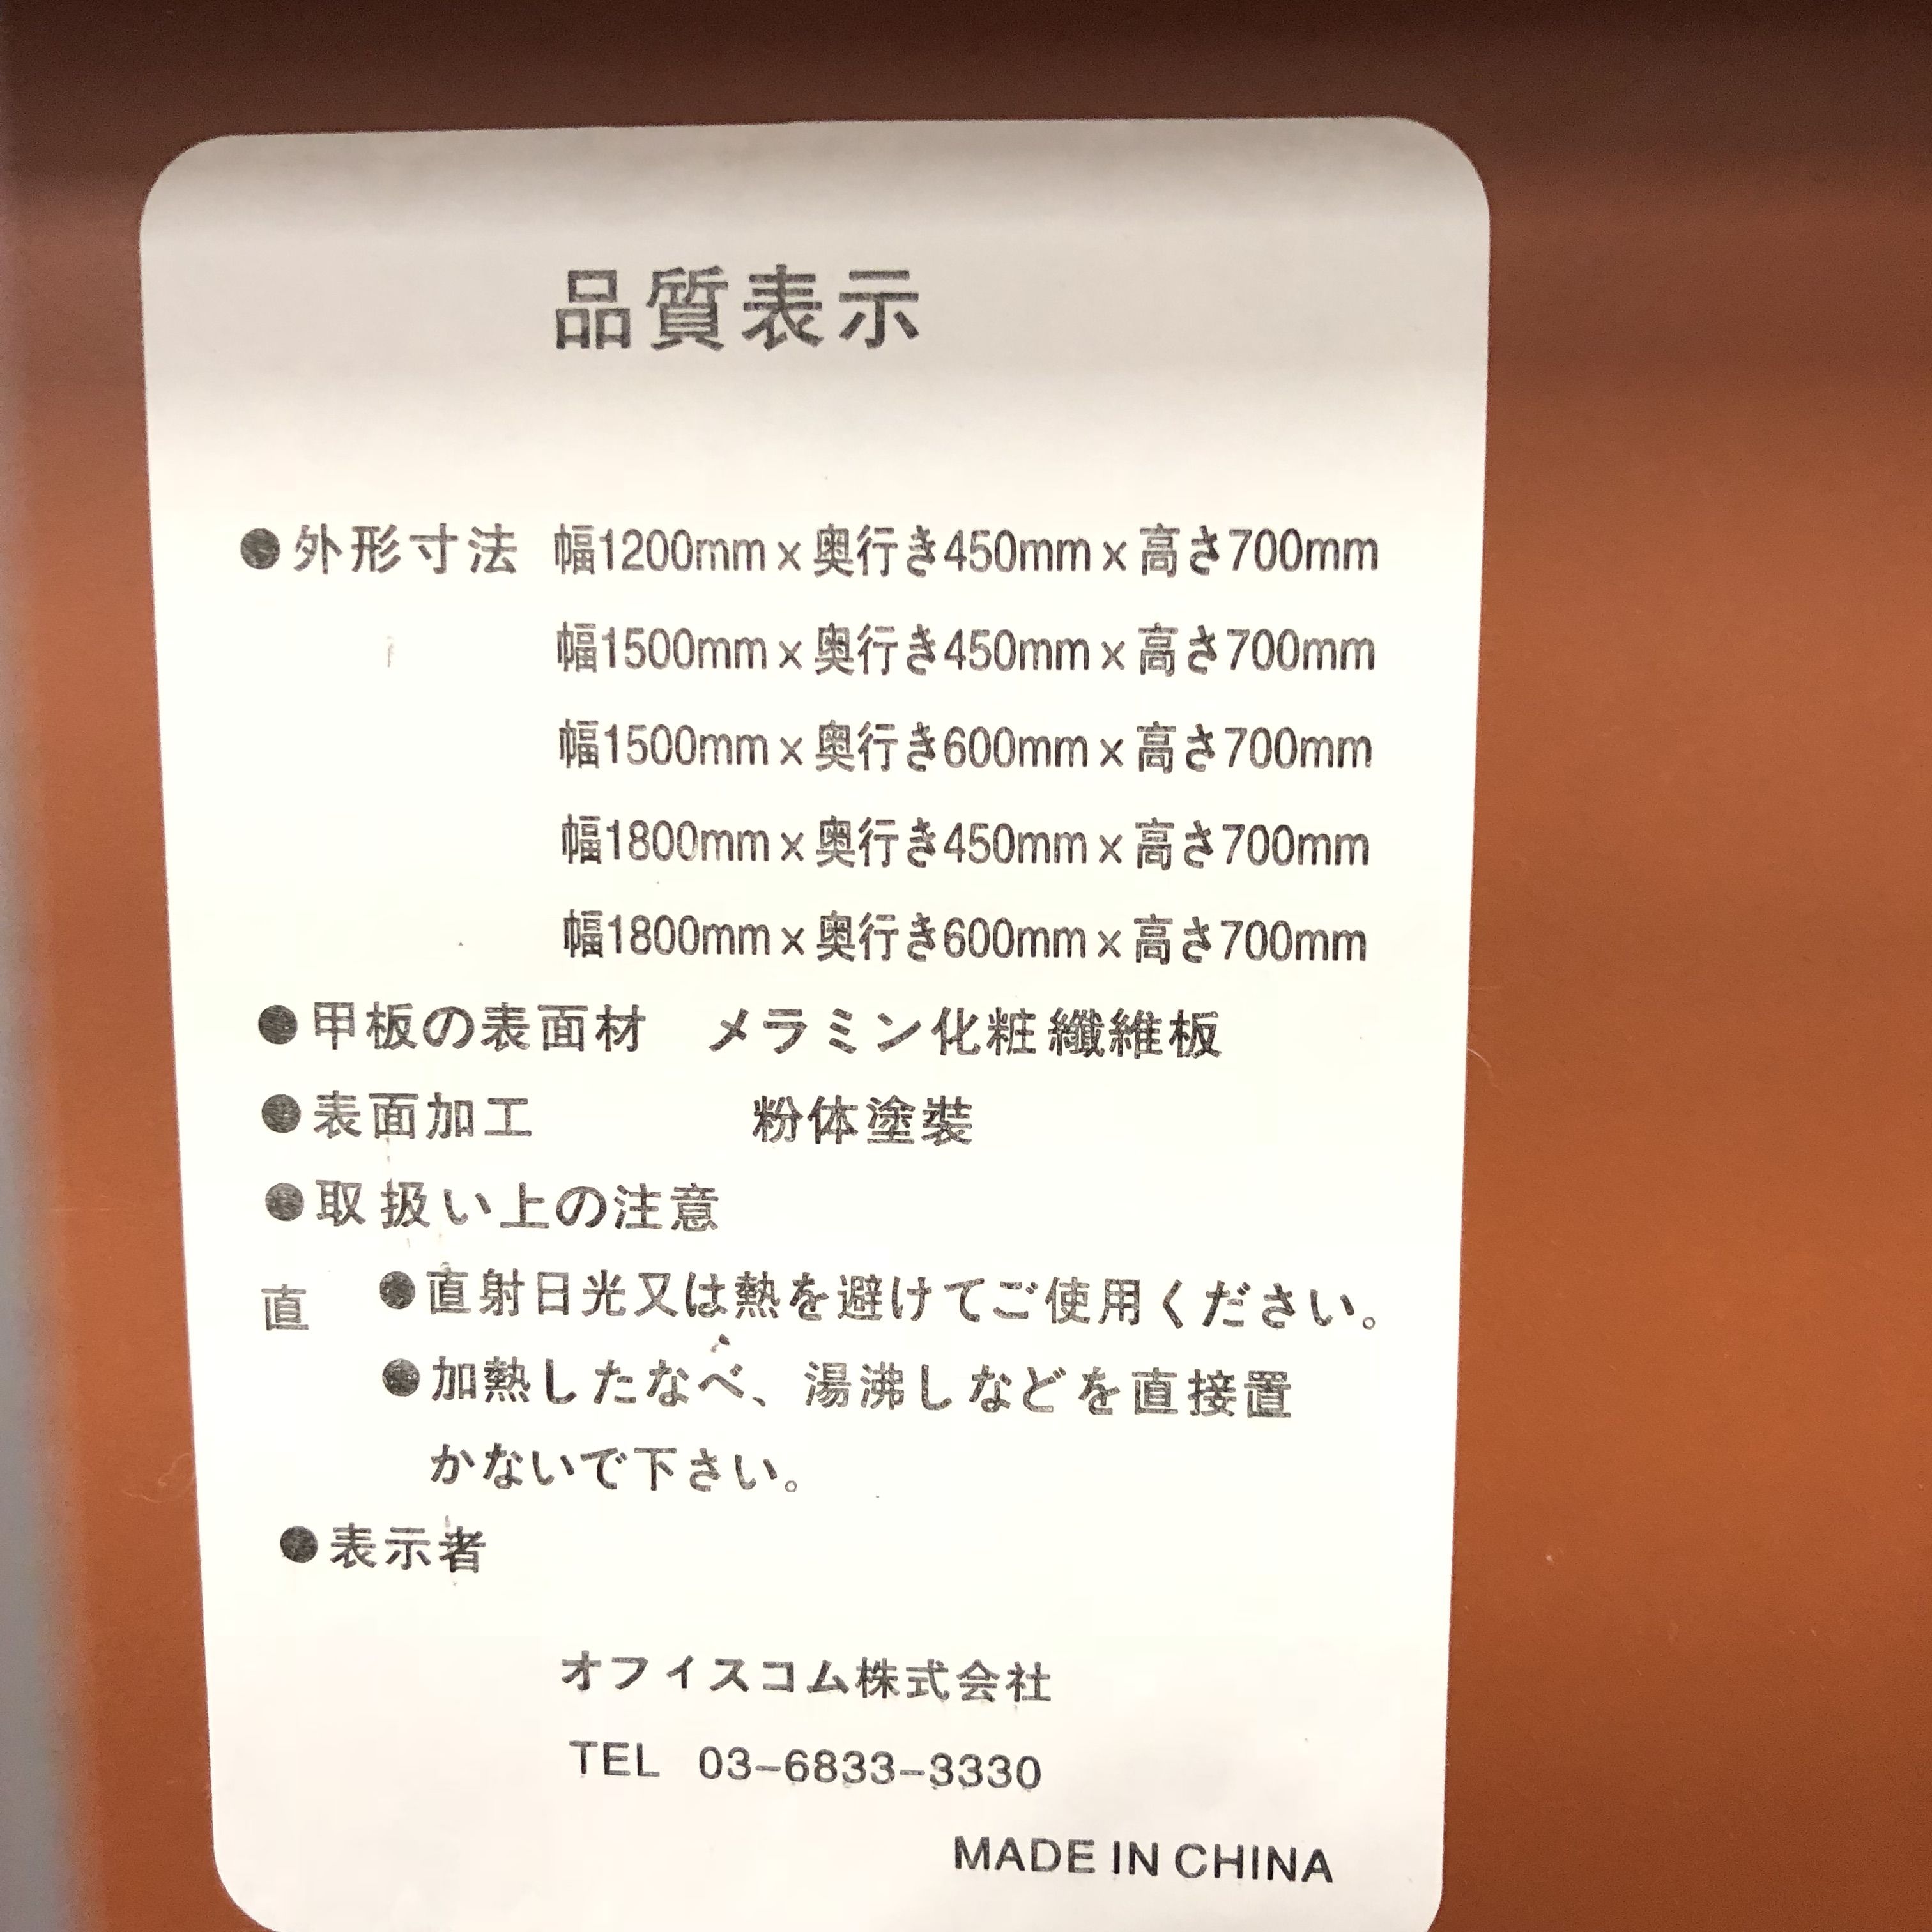 品質表示
●外形寸法 幅1200mm×奥行き450mm×高さ700mm
幅1500mm×奥行き450mm×高さ700mm
幅1500mm×奥行き600mm×高さ700mm
幅1800mm×奥行き450mm×高さ700mm
幅1800mm×奥行き600mm×高さ700mm
●甲板の表面材 メラミン化粧繊維板
●表面加工 粉体塗装
●取扱い上の注意
直 ●直射日光又は熱を避けてご使用ください。
●加熱したなべ、湯沸しなどを直接置
かないで下さい。
●表示者
オフィスコム株式会社
TEL 03-6833-3330
MADE IN CHINA